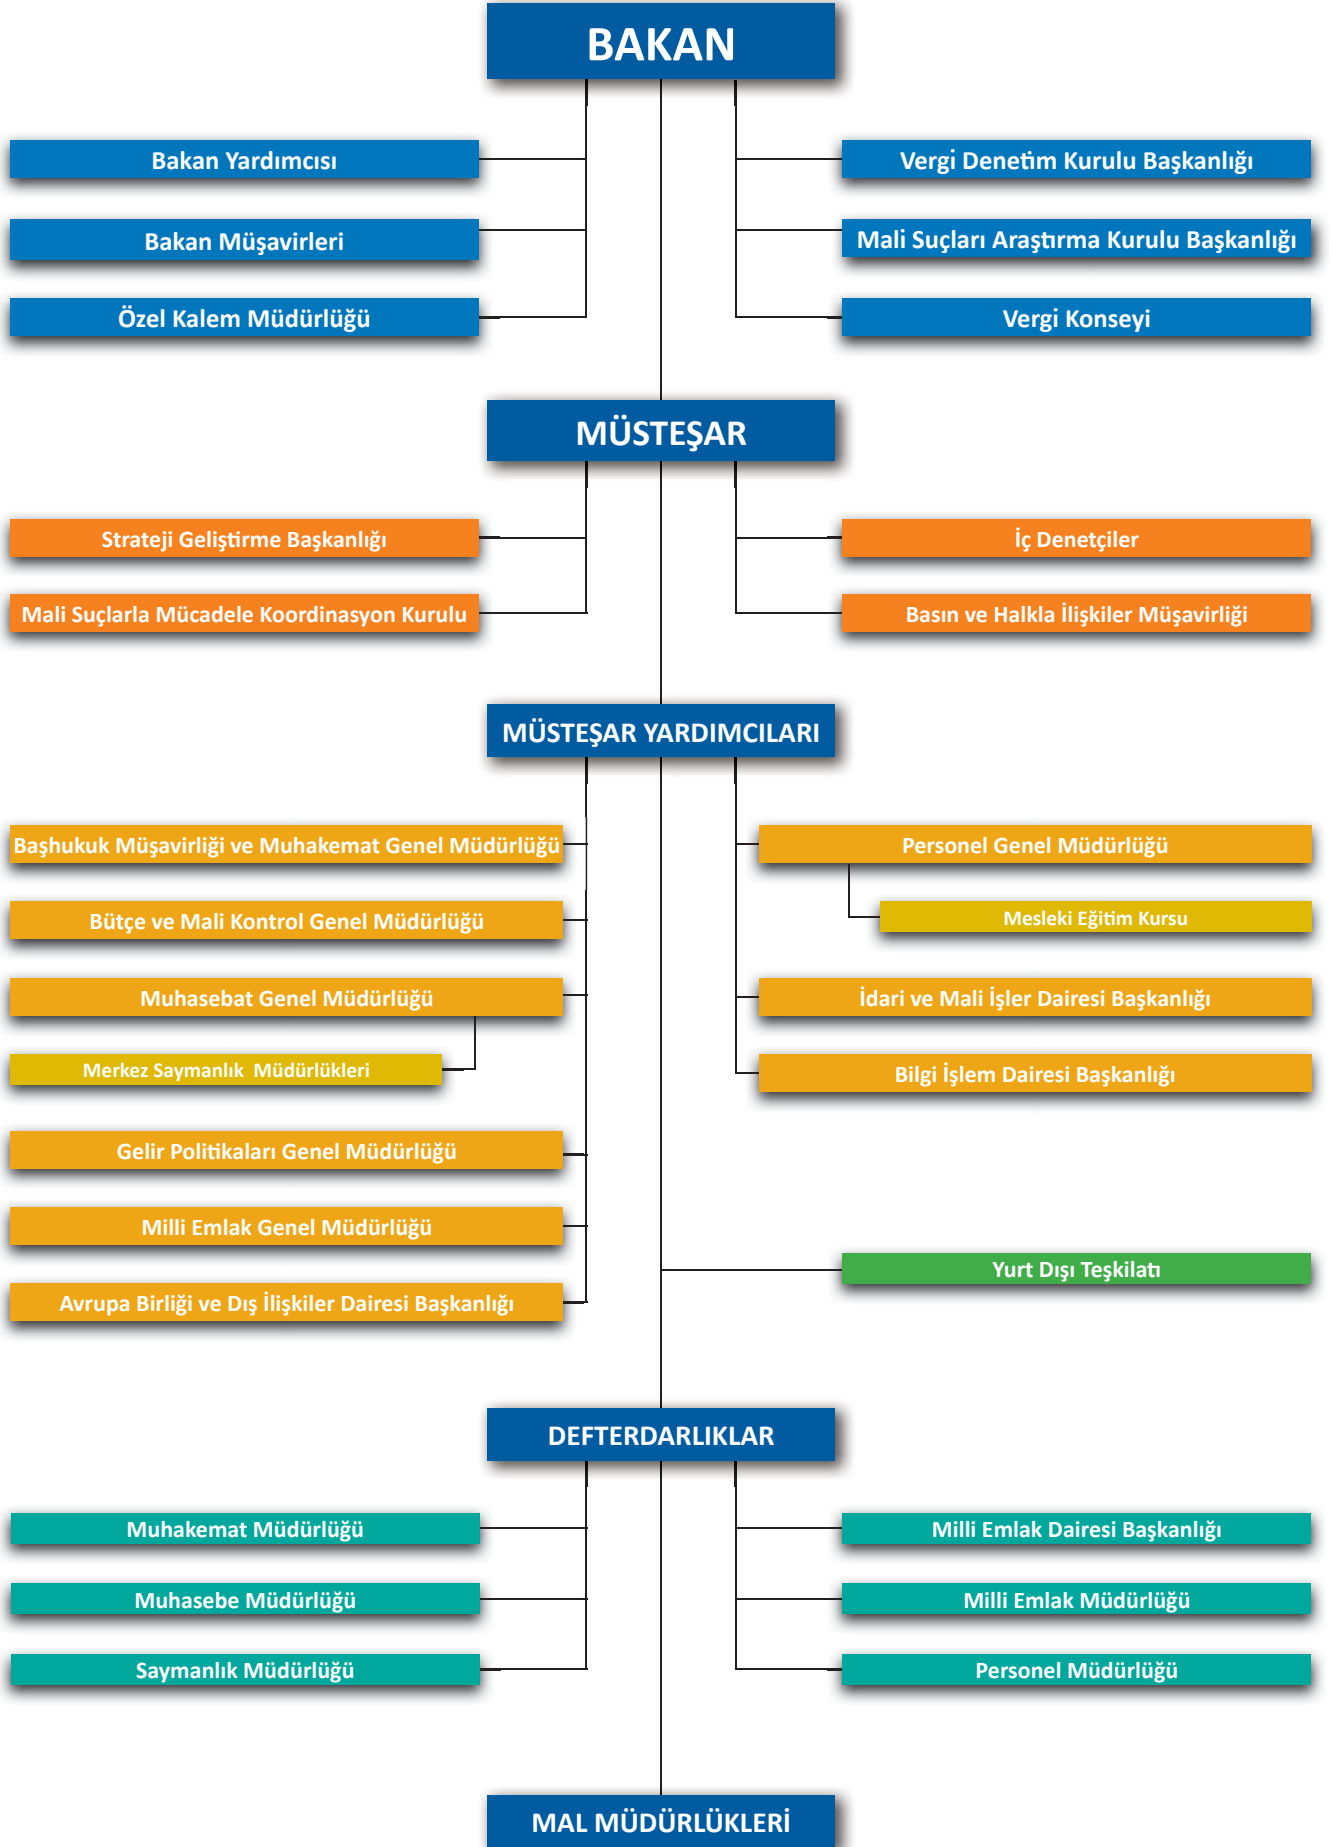 BAKAN
Bakan Yardımcısı
Vergi Denetim Kurulu Başkanlığı
Bakan Müşavirleri
Mali Suçları Araştırma Kurulu Başkanlığı
Özel Kalem Müdürlüğü
Vergi Konseyi
MÜSTEŞAR
Strateji Geliştirme Başkanlığı
İç Denetçiler
Mali Suçlarla Mücadele Koordinasyon Kurulu
Basın ve Halkla İlişkiler Müşavirliği
MÜSTEŞAR YARDIMCILARI
Başhukuk Müşavirliği ve Muhakemat Genel Müdürlüğü
Personel Genel Müdürlüğü
Bütçe ve Mali Kontrol Genel Müdürlüğü
Mesleki Eğitim Kursu
Muhasebat Genel Müdürlüğü
İdari ve Mali İşler Dairesi Başkanlığı
Merkez Saymanlık Müdürlükleri
Bilgi İşlem Dairesi Başkanlığı
Gelir Politikaları Genel Müdürlüğü
Milli Emlak Genel Müdürlüğü
Yurt Dışı Teşkilatı
Avrupa Birliği ve Dış İlişkiler Dairesi Başkanlığı
DEFTERDARLIKLAR
Muhakemat Müdürlüğü
Milli Emlak Dairesi Başkanlığı
Muhasebe Müdürlüğü
Milli Emlak Müdürlüğü
Saymanlık Müdürlüğü
Personel Müdürlüğü
MAL MÜDÜRLÜKLERİ